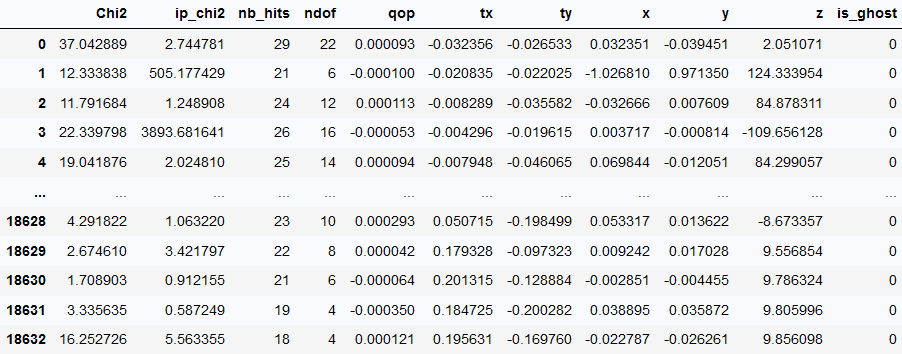 Chi2 ip_chi2 nb_hits ndof qop tx ty x y z is_ghost
0 37.042889 2.744781 29 22 0.000093 -0.032356 -0.026533 0.032351 -0.039451 2.051071 0
1 12.333838 505.177429 21 6 -0.000100 -0.020835 -0.022025 -1.026810 0.971350 124.333954 0
2 11.791684 1.248908 24 12 0.000113 -0.008289 -0.035582 -0.032666 0.007609 84.878311 0
3 22.339798 3893.681641 26 16 -0.000053 -0.004296 -0.019615 0.003717 -0.000814 -109.656128 0
4 19.041876 2.024810 25 14 0.000094 -0.007948 -0.046065 0.069844 -0.012051 84.299057 0
... ... ... ... ... ... ... ... ... ... ... ...
18628 4.291822 1.063220 23 10 0.000293 0.050715 -0.198499 0.053317 0.013622 -8.673357 0
18629 2.674610 3.421797 22 8 0.000042 0.179328 -0.097323 0.009242 0.017028 9.556854 0
18630 1.708903 0.912155 21 6 -0.000064 0.201315 -0.128884 -0.002851 -0.004455 9.786324 0
18631 3.335635 0.587249 19 4 -0.000350 0.184725 -0.200282 0.038895 0.035872 9.805996 0
18632 16.252726 5.563355 18 4 0.000121 0.195631 -0.169760 -0.022787 -0.026261 9.856098 0